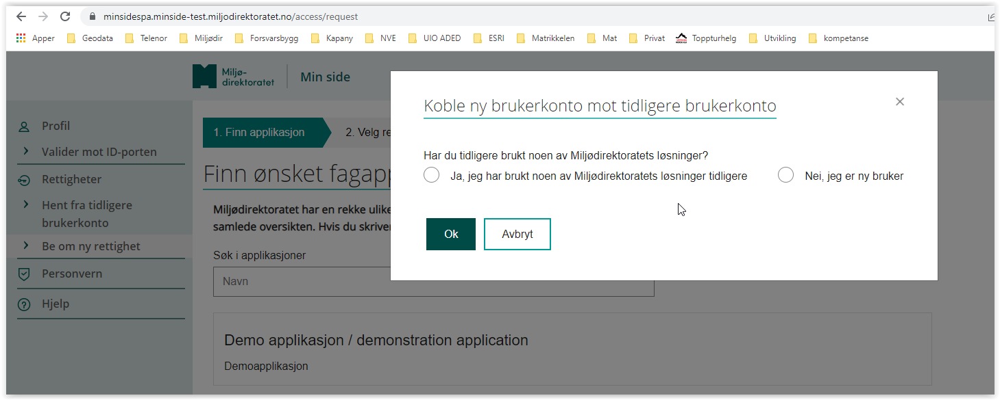 minsidespa.minside-test.miljodirektoratet.no/access/request
Apper Geodata Telenor Miljødir Forsvarsbygg Kapany NVE UIO ADED ESRI Matrikkelen Mat Privat Toppturhelg Utvikling kompetanse
Miljø-
direktoratet
Min side
Profil
Valider mot ID-porten
Rettigheter
Hent fra tidligere
brukerkonto
Be om ny rettighet
Personvern
Hjelp
1. Finn applikasjon
2. Velg re
Finn ønsket fagapp
Miljødirektoratet har en rekke ulike
samlede oversikten. Hvis du skriver
Søk i applikasjoner
Navn
Demo applikasjon / demonstration application
Demoapplikasjon
Koble ny brukerkonto mot tidligere brukerkonto
Har du tidligere brukt noen av Miljødirektoratets løsninger?
Ja, jeg har brukt noen av Miljødirektoratets løsninger tidligere Nei, jeg er ny bruker
Ok Avbryt